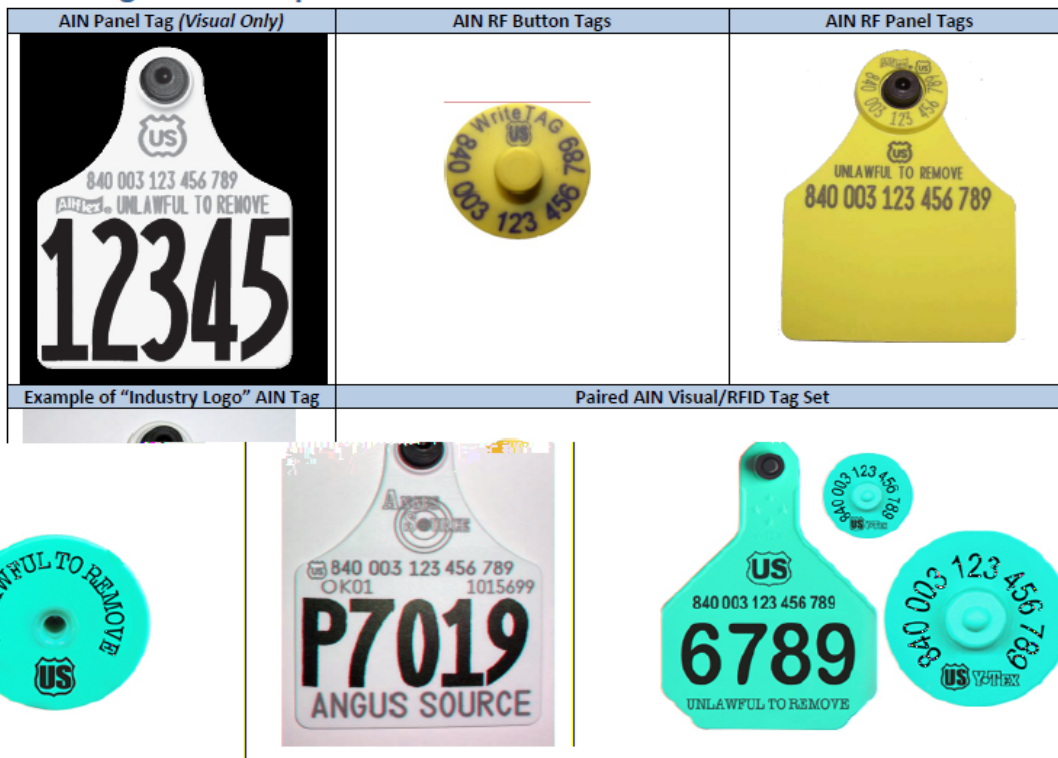 AIN Panel Tag (Visual Only)
AIN RF Button Tags
AIN RF Panel Tags
US
840 003 123 456 789
Allflex UNLAWFUL TO REMOVE
12345
WriteTAG
US
840 003 123 456 789
Allflex US
840 003 123 456 789
US
UNLAWFUL TO REMOVE
840 003 123 456 789
Example of “Industry Logo” AIN Tag
Paired AIN Visual/RFID Tag Set
UL TO REMOVE
US
ANGUS
SOURCE
US 840 003 123 456 789
OK01 1015699
P7019
ANGUS SOURCE
US
840 003 123 456 789
6789
UNLAWFUL TO REMOVE
840 003 123 456 789
US Y-TEX
840 003 123 456 789
US Y-TEX